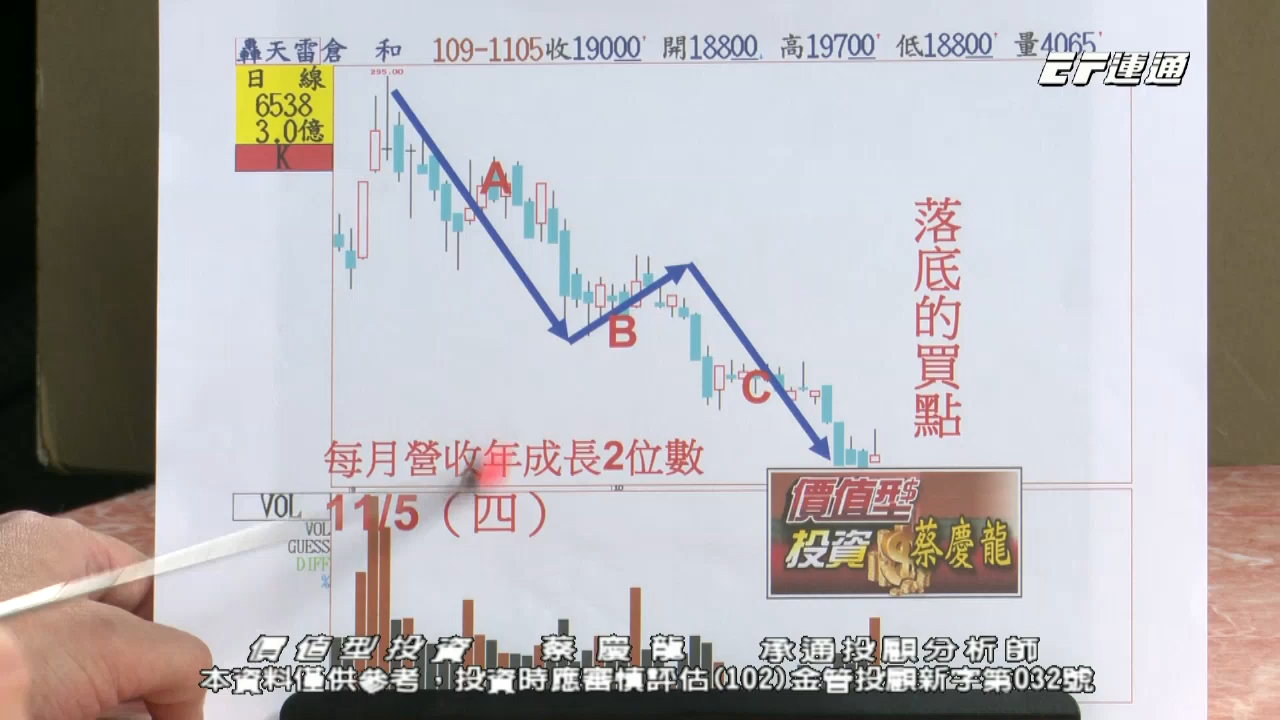 轟天雷倉 和 109-1105收19000' 開18800, 高19700' 低18800' 量4065'
ET運通
日 線
6538
3.0億
K
295.00
A
B
C
落底的買點
每月營收年成長2位數
11/5（四）
10
VOL
VOL
GUESS
DIFF
%
價值型$
投資
蔡慶龍
價值型投資 蔡慶龍 承通投顧分析師
本資料僅供參考，投資時應審慎評估(102)金管投顧新字第032號